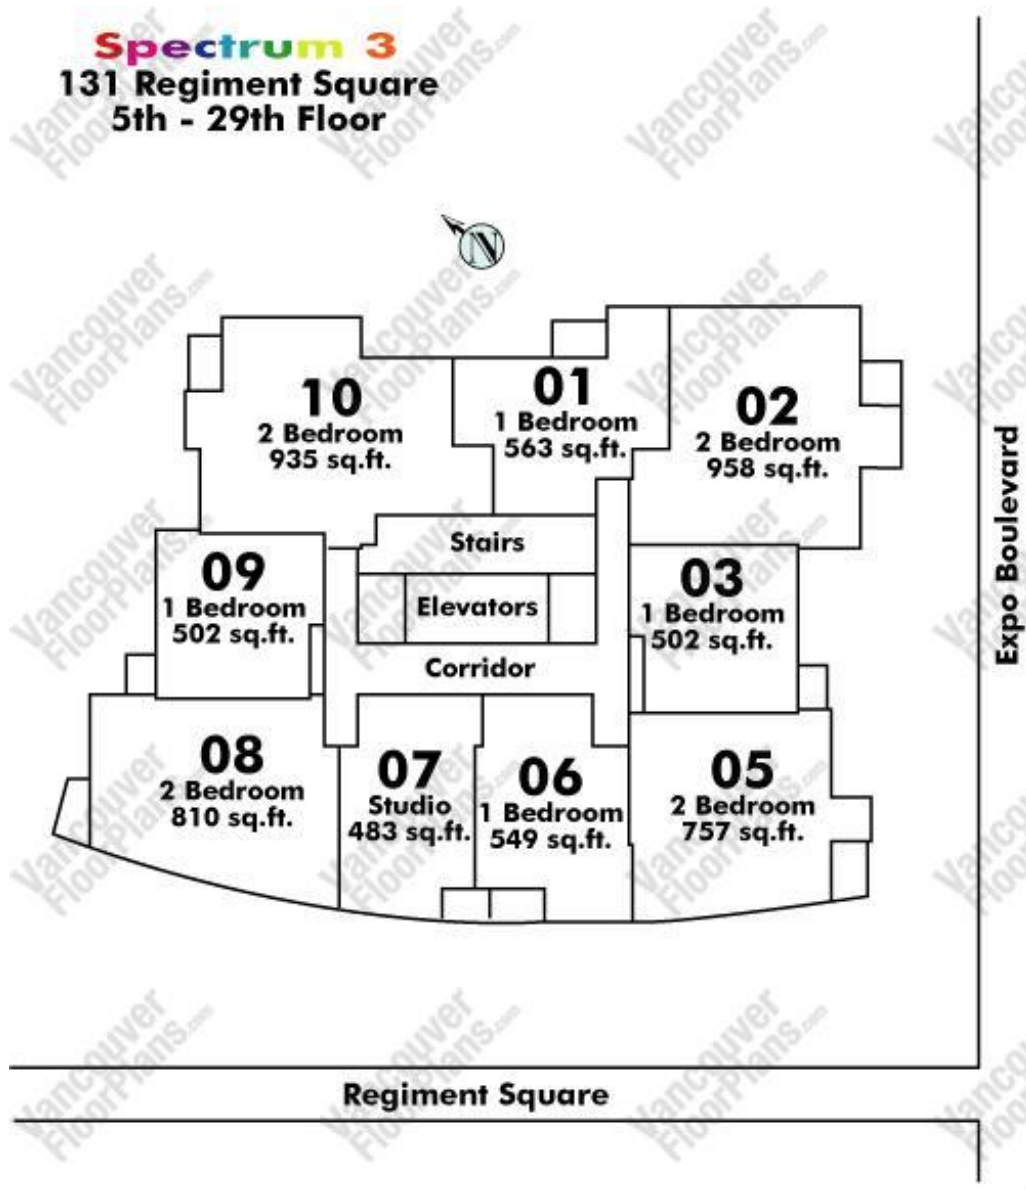 Spectrum 3
131 Regiment Square
5th - 29th Floor
N
10
2 Bedroom
935 sq.ft.
01
1 Bedroom
563 sq.ft.
02
2 Bedroom
958 sq.ft.
Stairs
09
1 Bedroom
502 sq.ft.
Elevators
03
1 Bedroom
502 sq.ft.
Corridor
08
2 Bedroom
810 sq.ft.
07
Studio
483 sq.ft.
06
1 Bedroom
549 sq.ft.
05
2 Bedroom
757 sq.ft.
Expo Boulevard
Regiment Square
Vancouver
FloorPlans.com